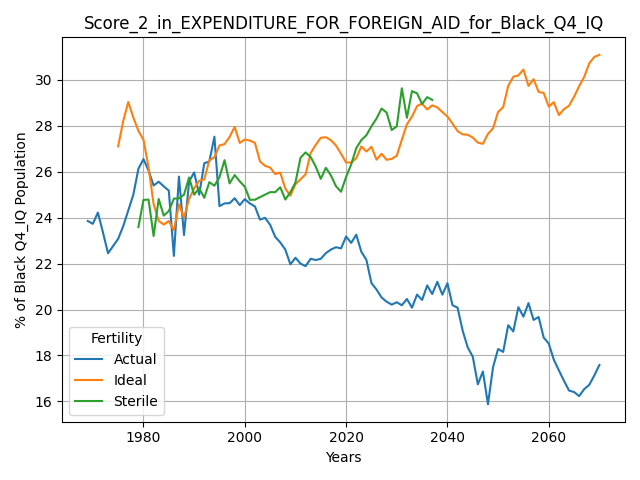 Score_2_in_EXPENDITURE_FOR_FOREIGN_AID_for_Black_Q4_IQ
% of Black Q4_IQ Population
30
28
26
24
22
20
18
16
Fertility
Actual
Ideal
Sterile
1980
2000
2020
2040
2060
Years